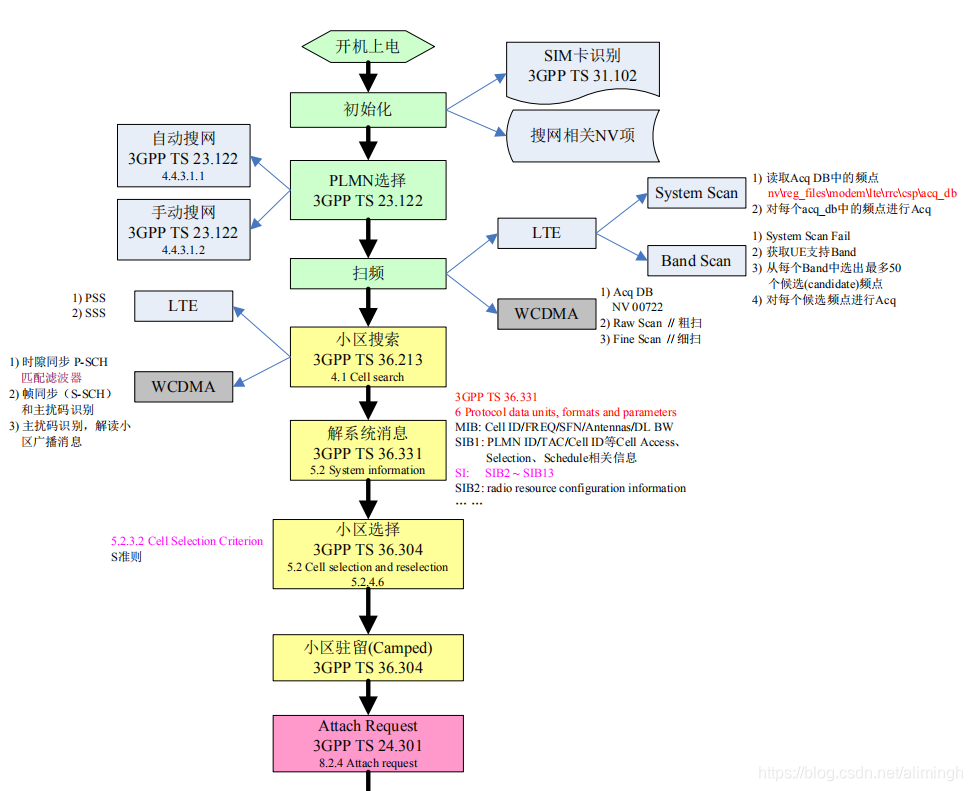 开机上电
SIM卡识别
3GPP TS 31.102
初始化
搜网相关NV项
自动搜网
3GPP TS 23.122
4.4.3.1.1
PLMN选择
3GPP TS 23.122
手动搜网
3GPP TS 23.122
4.4.3.1.2
System Scan
1) 读取Acq DB中的频点
nv\reg_files\modem\lte\rrc\csp\acq_db
2) 对每个acq_db中的频点进行Acq
LTE
Band Scan
1) System Scan Fail
2) 获取UE支持Band
3) 从每个Band中选出最多50
个候选(candidate)频点
4) 对每个候选频点进行Acq
扫频
WCDMA
1) Acq DB
NV 00722
2) Raw Scan // 粗扫
3) Fine Scan // 细扫
1) PSS
2) SSS
LTE
小区搜索
3GPP TS 36.213
4.1 Cell search
1) 时隙同步 P-SCH
匹配滤波器
2) 帧同步（S-SCH）
和主扰码识别
3) 主扰码识别，解读小
区广播消息
WCDMA
解系统消息
3GPP TS 36.331
5.2 System information
3GPP TS 36.331
6 Protocol data units, formats and parameters
MIB: Cell ID/FREQ/SFN/Antennas/DL BW
SIB1: PLMN ID/TAC/Cell ID等Cell Access、
Selection、Schedule相关信息
SI: SIB2 ~ SIB13
SIB2: radio resource configuration information
… …
5.2.3.2 Cell Selection Criterion
S准则
小区选择
3GPP TS 36.304
5.2 Cell selection and reselection
5.2.4.6
小区驻留(Camped)
3GPP TS 36.304
Attach Request
3GPP TS 24.301
8.2.4 Attach request
https://blog.csdn.net/alimingh